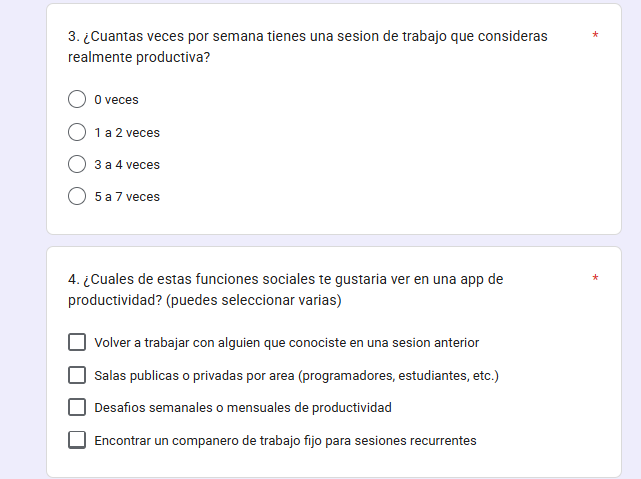 3. ¿Cuantas veces por semana tienes una sesion de trabajo que consideras *
realmente productiva?
0 veces
1 a 2 veces
3 a 4 veces
5 a 7 veces
4. ¿Cuales de estas funciones sociales te gustaria ver en una app de *
productividad? (puedes seleccionar varias)
Volver a trabajar con alguien que conociste en una sesion anterior
Salas publicas o privadas por area (programadores, estudiantes, etc.)
Desafios semanales o mensuales de productividad
Encontrar un companero de trabajo fijo para sesiones recurrentes